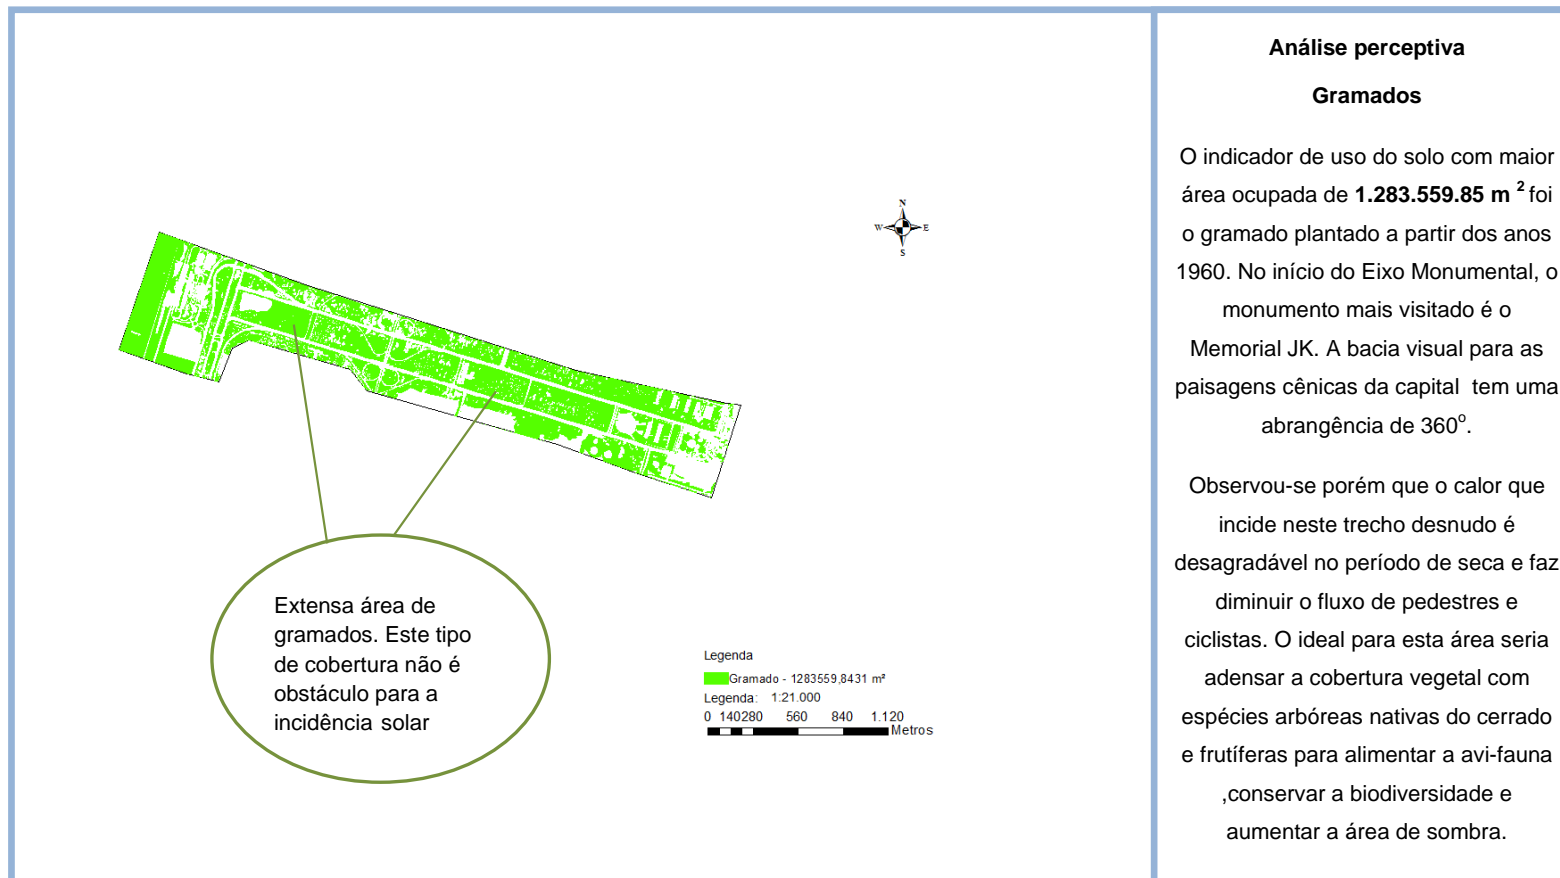 N
W E
S
Extensa área de
gramados. Este tipo
de cobertura não é
obstáculo para a
incidência solar
Legenda
Gramado - 1283559,8431 m²
Legenda: 1:21.000
0 140280 560 840 1.120
Metros
Análise perceptiva
Gramados
O indicador de uso do solo com maior
área ocupada de 1.283.559.85 m ² foi
o gramado plantado a partir dos anos
1960. No início do Eixo Monumental, o
monumento mais visitado é o
Memorial JK. A bacia visual para as
paisagens cênicas da capital tem uma
abrangência de 360º.
Observou-se porém que o calor que
incide neste trecho desnudo é
desagradável no período de seca e faz
diminuir o fluxo de pedestres e
ciclistas. O ideal para esta área seria
adensar a cobertura vegetal com
espécies arbóreas nativas do cerrado
e frutíferas para alimentar a avi-fauna
,conservar a biodiversidade e
aumentar a área de sombra.